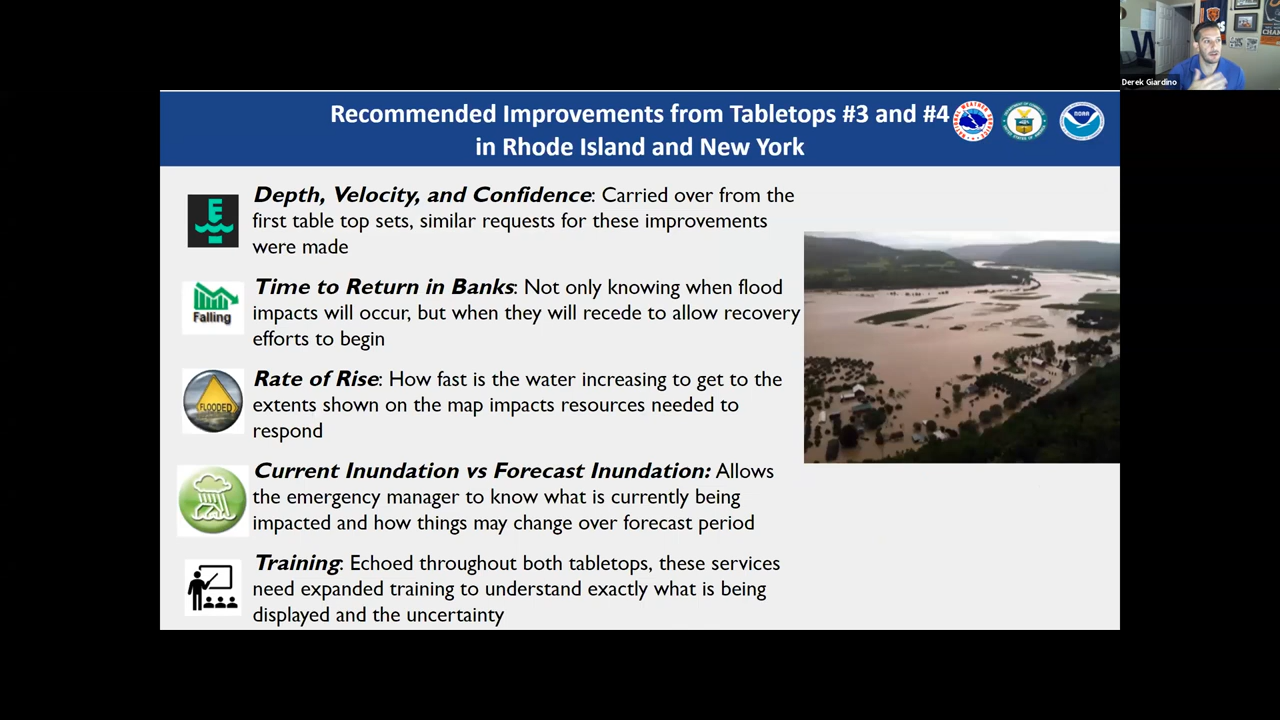 Derek Giardino
Recommended Improvements from Tabletops #3 and #4
in Rhode Island and New York
NOAA
Depth, Velocity, and Confidence: Carried over from the
first table top sets, similar requests for these improvements
were made
Time to Return in Banks: Not only knowing when flood
impacts will occur, but when they will recede to allow recovery
efforts to begin
Falling
Rate of Rise: How fast is the water increasing to get to the
extents shown on the map impacts resources needed to
respond
FLOODED
Current Inundation vs Forecast Inundation: Allows
the emergency manager to know what is currently being
impacted and how things may change over forecast period
Training: Echoed throughout both tabletops, these services
need expanded training to understand exactly what is being
displayed and the uncertainty